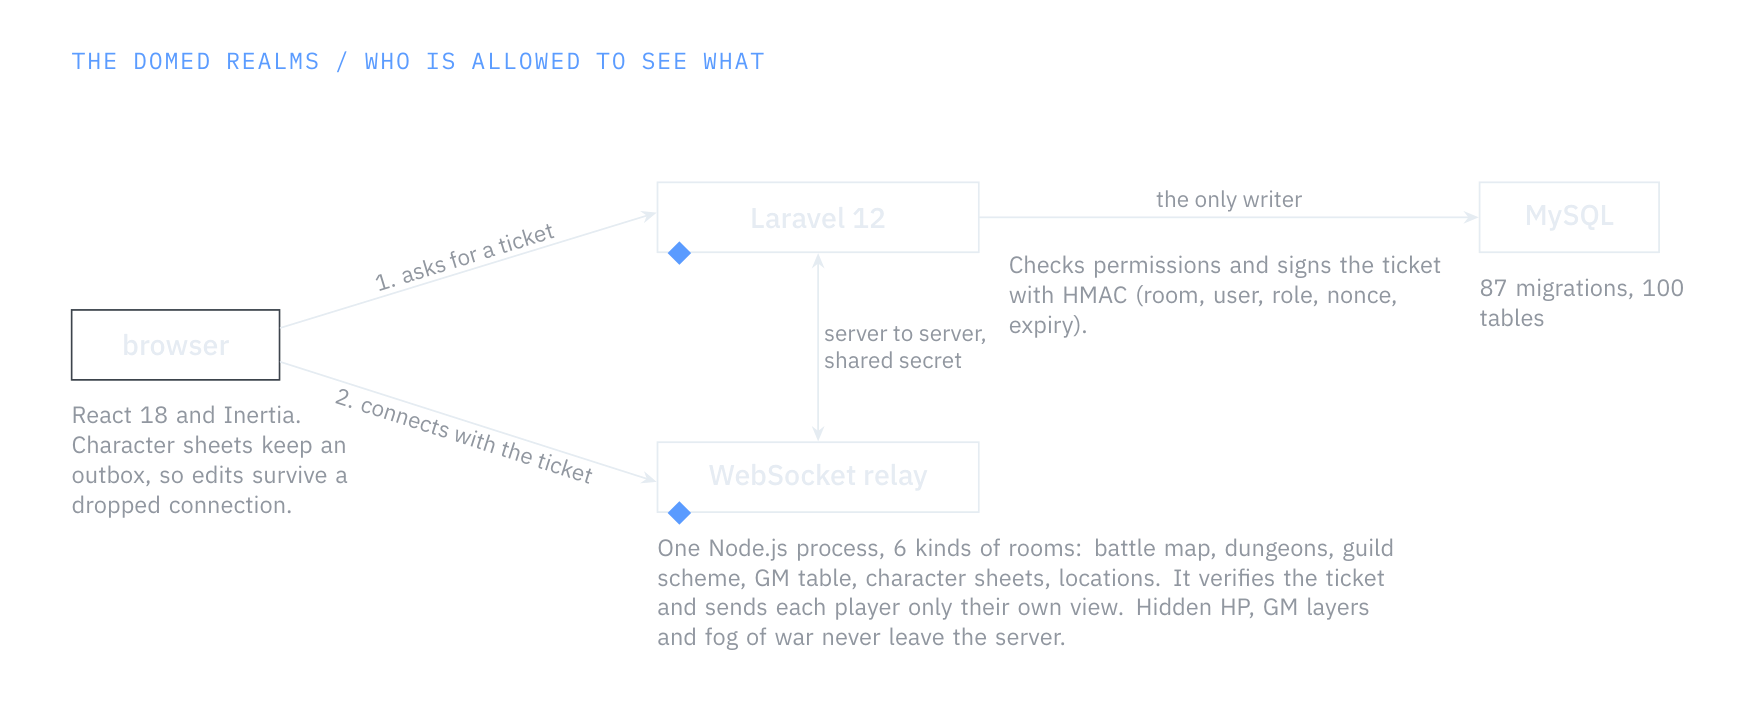 THE DOMED REALMS / WHO IS ALLOWED TO SEE WHAT
1. asks for a ticket
Laravel 12
the only writer
MySQL
Checks permissions and signs the ticket
with HMAC (room, user, role, nonce,
expiry).
87 migrations, 100
tables
browser
server to server,
shared secret
React 18 and Inertia.
Character sheets keep an
outbox, so edits survive a
dropped connection.
2. connects with the ticket
WebSocket relay
One Node.js process, 6 kinds of rooms: battle map, dungeons, guild
scheme, GM table, character sheets, locations. It verifies the ticket
and sends each player only their own view. Hidden HP, GM layers
and fog of war never leave the server.